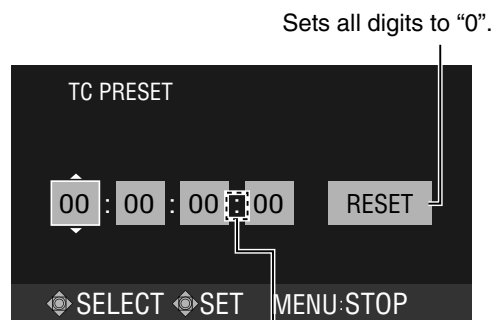 Sets all digits to “0”.
TC PRESET
00 : 00 : 00 : 00 RESET
SELECT SET MENU:STOP